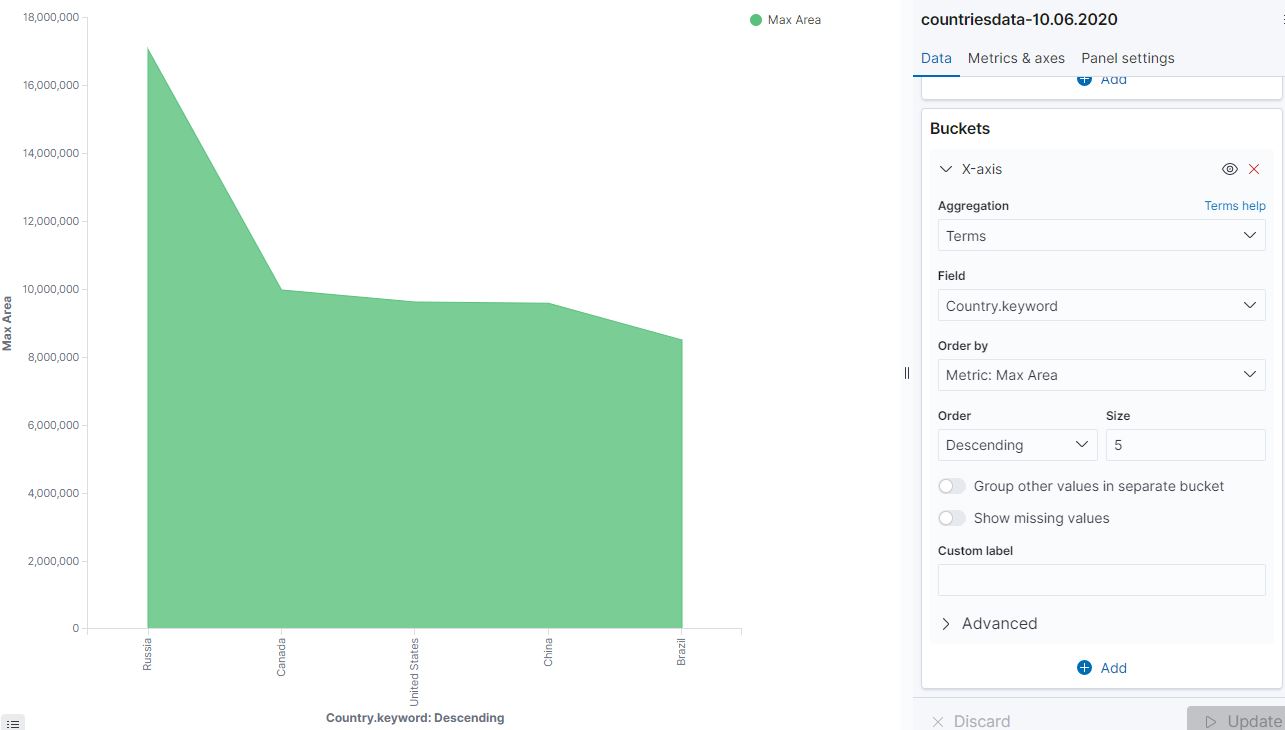 18,000,000
16,000,000
14,000,000
12,000,000
10,000,000
8,000,000
6,000,000
4,000,000
2,000,000
0
Max Area
Russia
Canada
United States
China
Brazil
Country.keyword: Descending
Max Area
countriesdata-10.06.2020
Data Metrics & axes Panel settings
Add
Buckets
X-axis
Aggregation Terms help
Terms
Field
Country.keyword
Order by
Metric: Max Area
Order Size
Descending 5
Group other values in separate bucket
Show missing values
Custom label
Advanced
Add
Discard Update